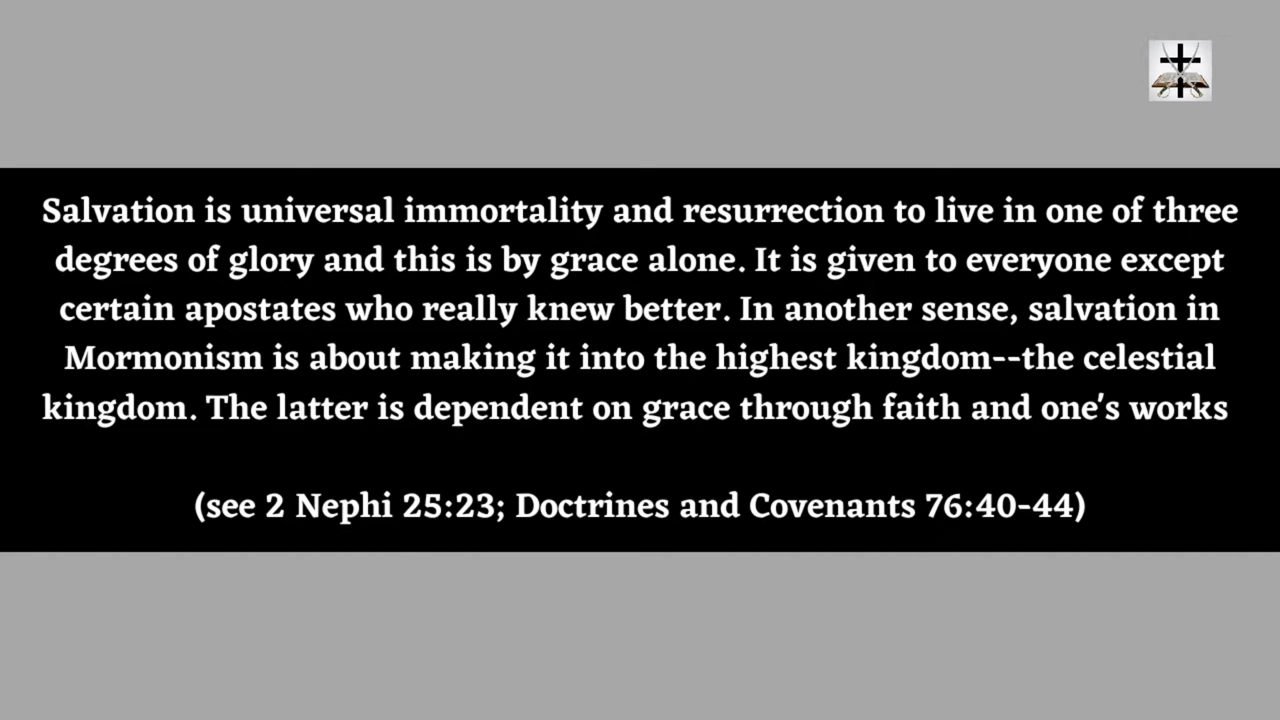 Salvation is universal immortality and resurrection to live in one of three
degrees of glory and this is by grace alone. It is given to everyone except
certain apostates who really knew better. In another sense, salvation in
Mormonism is about making it into the highest kingdom--the celestial
kingdom. The latter is dependent on grace through faith and one's works
(see 2 Nephi 25:23; Doctrines and Covenants 76:40-44)